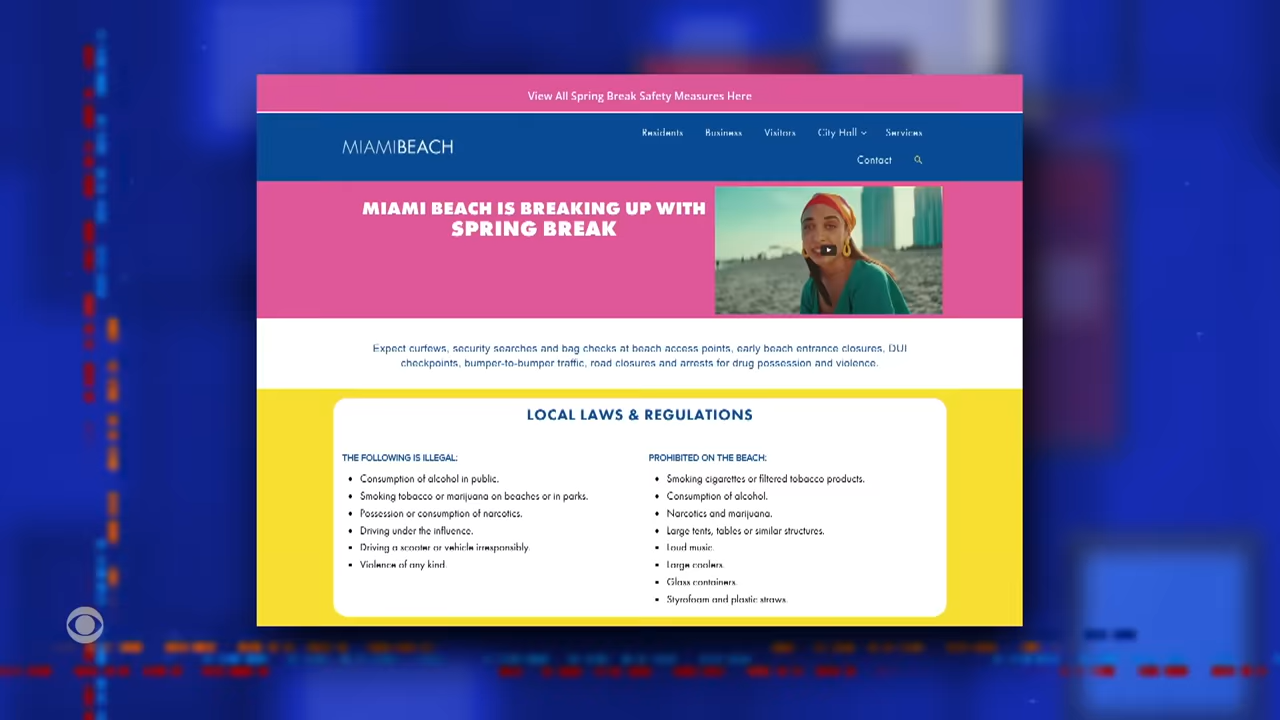 View All Spring Break Safety Measures Here
MIAMIBEACH
Residents Business Visitors City Hall Services
Contact
MIAMI BEACH IS BREAKING UP WITH
SPRING BREAK
Expect curfews, security searches and bag checks at beach access points, early beach entrance closures, DUI
checkpoints, bumper-to-bumper traffic, road closures and arrests for drug possession and violence.
LOCAL LAWS & REGULATIONS
THE FOLLOWING IS ILLEGAL:
• Consumption of alcohol in public.
• Smoking tobacco or marijuana on beaches or in parks.
• Possession or consumption of narcotics.
• Driving under the influence.
• Driving a scooter or vehicle irresponsibly.
• Violence of any kind.
PROHIBITED ON THE BEACH:
• Smoking cigarettes or filtered tobacco products.
• Consumption of alcohol.
• Narcotics and marijuana.
• Large tents, tables or similar structures.
• Loud music.
• Large coolers.
• Glass containers.
• Styrofoam and plastic straws.